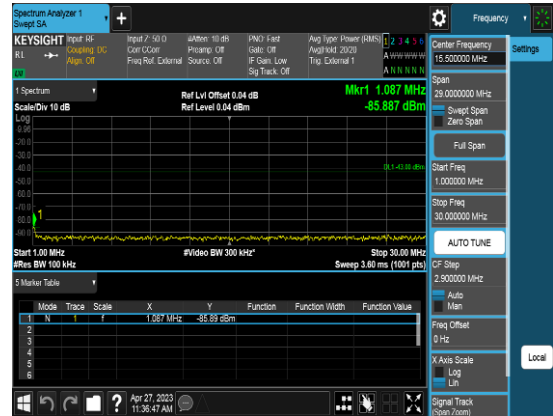 Spectrum Analyzer 1
Swept SA
Frequency
KEYSIGHT
Input: RF
Coupling: DC
Align: Off
Input Z: 50 Ω
Corr CCorr
Freq Ref: External
#Atten: 10 dB
Preamp: Off
Source: Off
PNO: Fast
Gate: Off
IF Gain: Low
Sig Track: Off
Avg Type: Power (RMS)
Avg|Hold: 20/20
Trig: External 1
1 2 3 4 5 6
A W W W W W
A N N N N N
RL
1 Spectrum
Scale/Div 10 dB
Ref Lvl Offset 0.04 dB
Ref Level 0.04 dBm
Mkr1 1.087 MHz
-85.887 dBm
Log
-9.96
-20.0
-30.0
-40.0
-50.0
-60.0
-70.0
-80.0
-90.0
1
DL1 -43.00 dBm
Start 1.00 MHz
#Res BW 100 kHz
#Video BW 300 kHz*
Stop 30.00 MHz
Sweep 3.60 ms (1001 pts)
5 Marker Table
Mode Trace Scale X Y Function Function Width Function Value
1 N 1 f 1.087 MHz -85.89 dBm
2
3
4
5
6
Apr 27, 2023
11:36:47 AM
Center Frequency
15.500000 MHz
Settings
Span
29.0000000 MHz
Swept Span
Zero Span
Full Span
Start Freq
1.000000 MHz
Stop Freq
30.000000 MHz
AUTO TUNE
CF Step
2.900000 MHz
Auto
Man
Freq Offset
0 Hz
X Axis Scale
Log
Lin
Local
Signal Track
(Span Zoom)